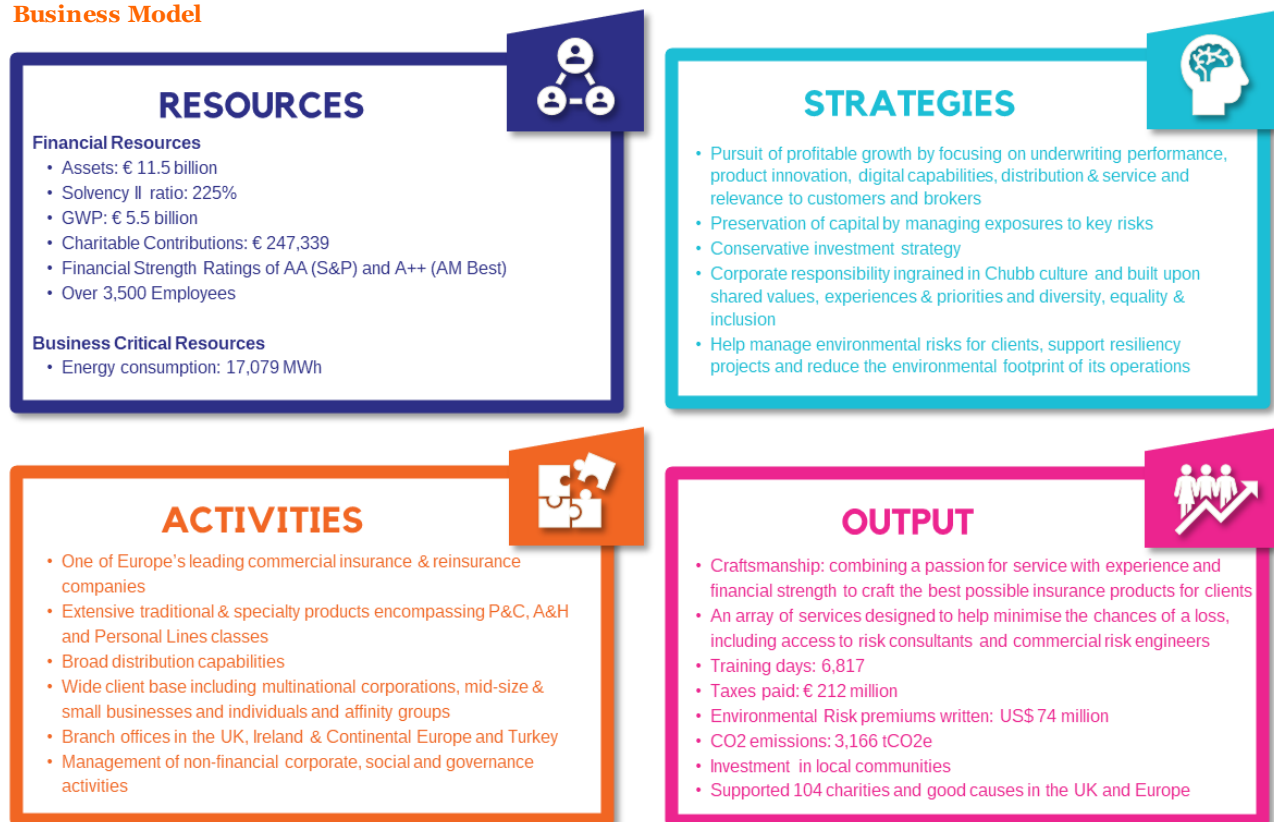 Business Model
RESOURCES
Financial Resources
• Assets: € 11.5 billion
• Solvency II ratio: 225%
• GWP: € 5.5 billion
• Charitable Contributions: € 247,339
• Financial Strength Ratings of AA (S&P) and A++ (AM Best)
• Over 3,500 Employees
Business Critical Resources
• Energy consumption: 17,079 MWh
STRATEGIES
• Pursuit of profitable growth by focusing on underwriting performance,
product innovation, digital capabilities, distribution & service and
relevance to customers and brokers
• Preservation of capital by managing exposures to key risks
• Conservative investment strategy
• Corporate responsibility ingrained in Chubb culture and built upon
shared values, experiences & priorities and diversity, equality &
inclusion
• Help manage environmental risks for clients, support resiliency
projects and reduce the environmental footprint of its operations
ACTIVITIES
• One of Europe's leading commercial insurance & reinsurance
companies
• Extensive traditional & specialty products encompassing P&C, A&H
and Personal Lines classes
• Broad distribution capabilities
• Wide client base including multinational corporations, mid-size &
small businesses and individuals and affinity groups
• Branch offices in the UK, Ireland & Continental Europe and Turkey
• Management of non-financial corporate, social and governance
activities
OUTPUT
• Craftsmanship: combining a passion for service with experience and
financial strength to craft the best possible insurance products for clients
• An array of services designed to help minimise the chances of a loss,
including access to risk consultants and commercial risk engineers
• Training days: 6,817
• Taxes paid: € 212 million
• Environmental Risk premiums written: US$ 74 million
• CO2 emissions: 3,166 tCO2e
• Investment in local communities
• Supported 104 charities and good causes in the UK and Europe